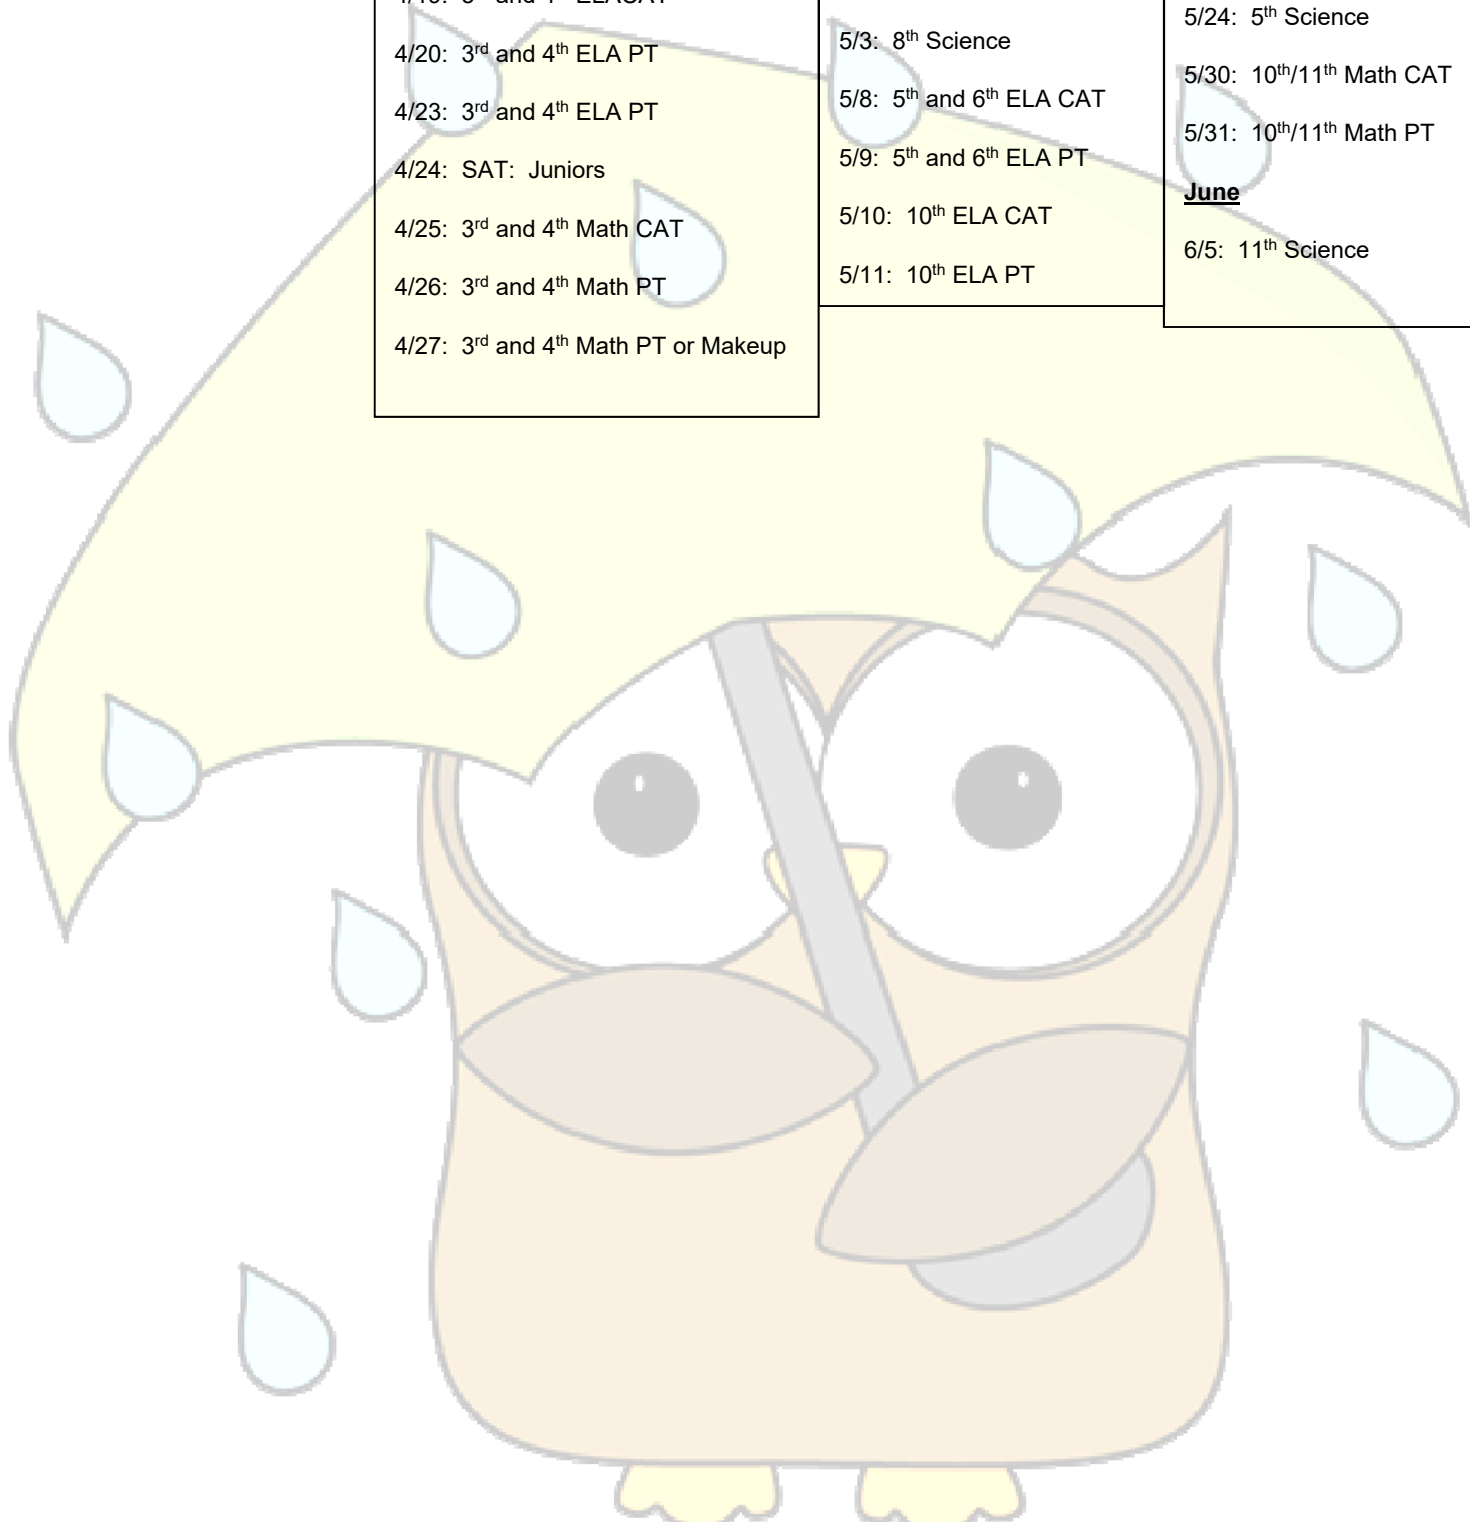 4/20: 3rd and 4th ELA PT
4/23: 3rd and 4th ELA PT
4/24: SAT: Juniors
4/25: 3rd and 4th Math CAT
4/26: 3rd and 4th Math PT
4/27: 3rd and 4th Math PT or Makeup
5/3: 8th Science
5/8: 5th and 6th ELA CAT
5/9: 5th and 6th ELA PT
5/10: 10th ELA CAT
5/11: 10th ELA PT
5/24: 5th Science
5/30: 10th/11th Math CAT
5/31: 10th/11th Math PT
June
6/5: 11th Science